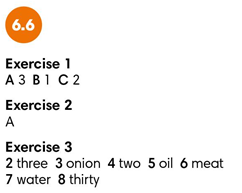 6.6
Exercise 1
A 3 B 1 C 2
Exercise 2
A
Exercise 3
2 three 3 onion 4 two 5 oil 6 meat
7 water 8 thirty